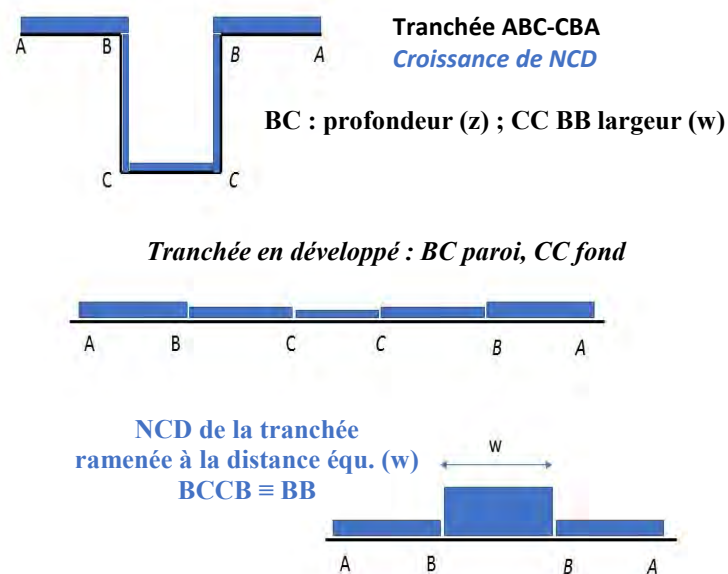 Tranchée ABC-CBA
Croissance de NCD
A B B A
BC : profondeur (z) ; CC BB largeur (w)
C C
Tranchée en développé : BC paroi, CC fond
A B C C B A
NCD de la tranchée
ramenée à la distance équ. (w)
BCCB ≡ BB
w
A B B A